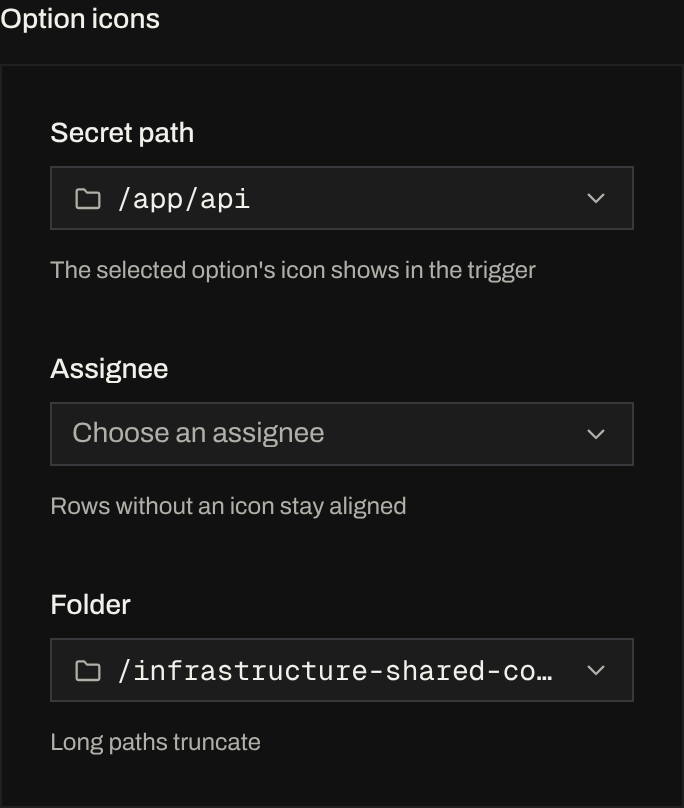 Option icons
Secret path
/app/api
The selected option's icon shows in the trigger
Assignee
Choose an assignee
Rows without an icon stay aligned
Folder
/infrastructure-shared-co…
Long paths truncate